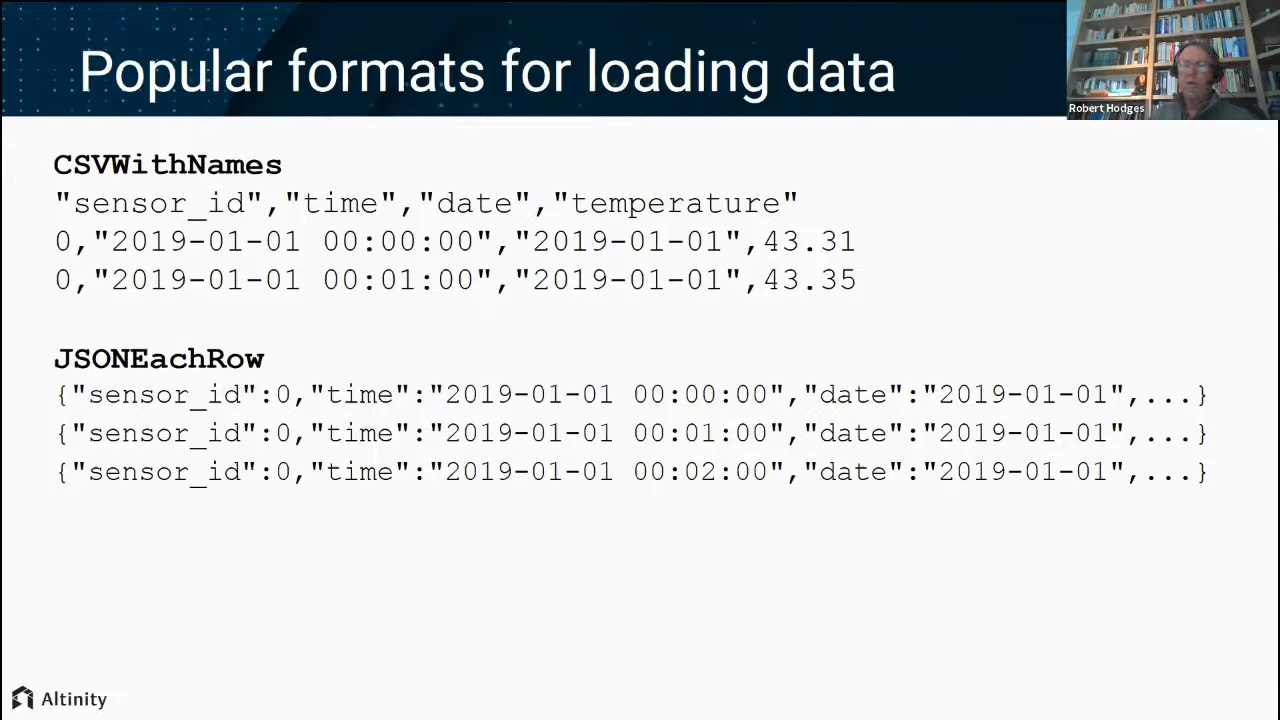 Popular formats for loading data
Robert Hodges
CSVWithNames
"sensor_id","time","date","temperature"
0,"2019-01-01 00:00:00","2019-01-01",43.31
0,"2019-01-01 00:01:00","2019-01-01",43.35
JSONEachRow
{"sensor_id":0,"time":"2019-01-01 00:00:00","date":"2019-01-01",...}
{"sensor_id":0,"time":"2019-01-01 00:01:00","date":"2019-01-01",...}
{"sensor_id":0,"time":"2019-01-01 00:02:00","date":"2019-01-01",...}
Altinity